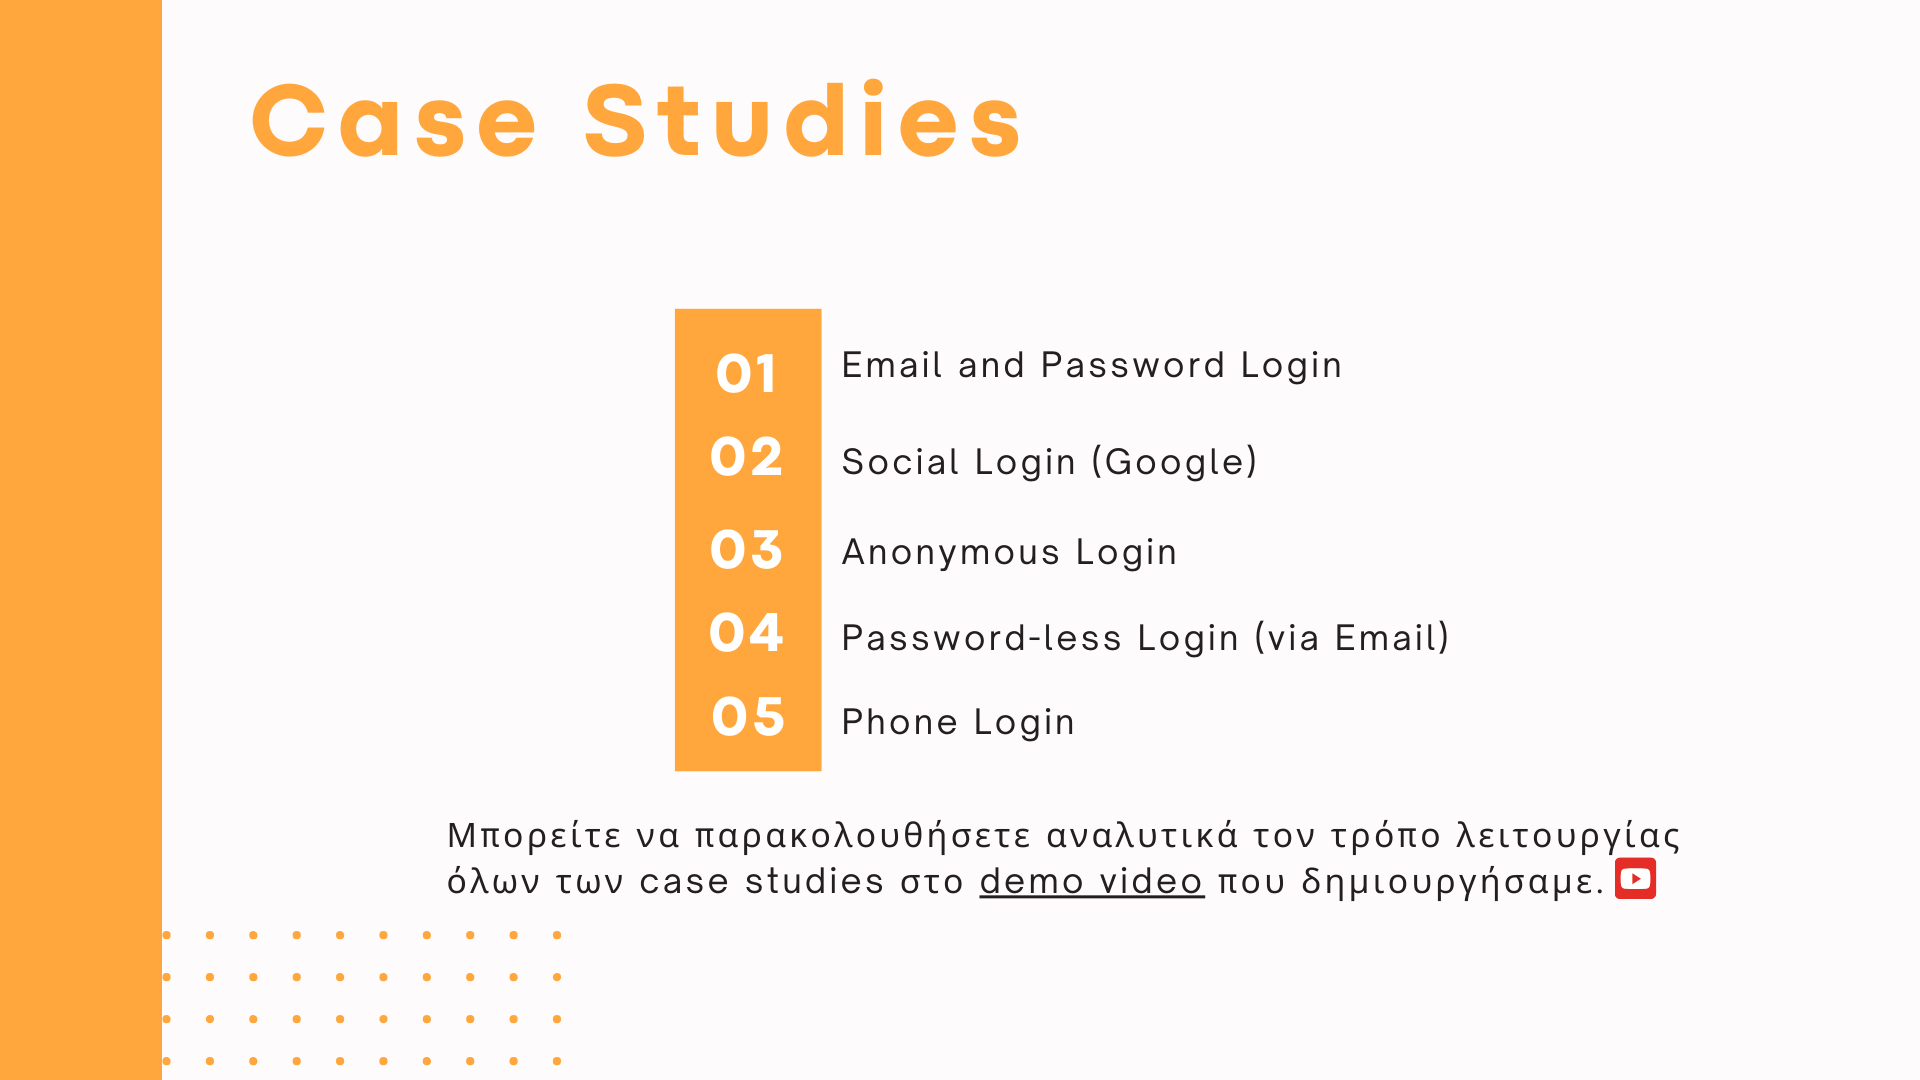 Case Studies
01 Email and Password Login
02 Social Login (Google)
03 Anonymous Login
04 Password-less Login (via Email)
05 Phone Login
Μπορείτε να παρακολουθήσετε αναλυτικά τον τρόπο λειτουργίας
όλων των case studies στο demo video που δημιουργήσαμε.